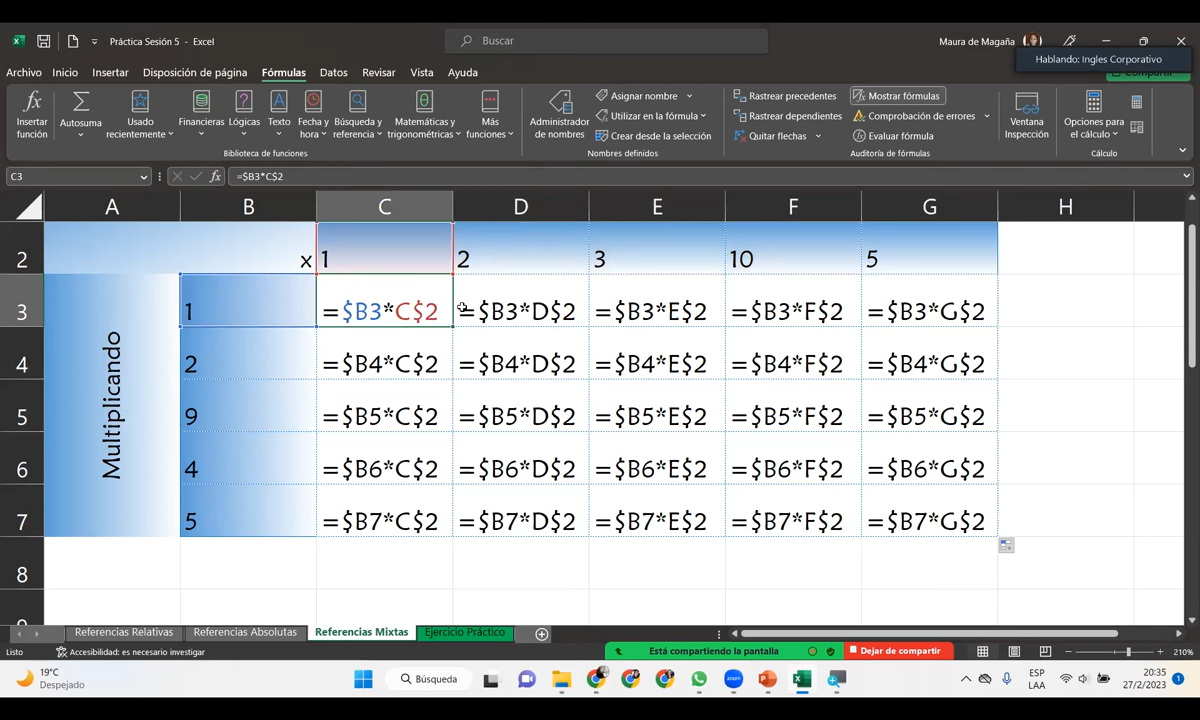 Práctica Sesión 5 - Excel
Buscar
Maura de Magaña
Hablando: Ingles Corporativo
Archivo Inicio Insertar Disposición de página Fórmulas Datos Revisar Vista Ayuda
Compartir
fx Insertar función
Autosuma
Usado recientemente
Financieras
Lógicas
Texto
Fecha y hora
Búsqueda y referencia
Matemáticas y trigonométricas
Más funciones
Biblioteca de funciones
Administrador de nombres
Asignar nombre
Utilizar en la fórmula
Crear desde la selección
Nombres definidos
Rastrear precedentes
Rastrear dependientes
Quitar flechas
Mostrar fórmulas
Comprobación de errores
Evaluar fórmula
Auditoría de fórmulas
Ventana Inspección
Opciones para el cálculo
Cálculo
C3 fx =$B3*C$2
A B C D E F G H
2 x 1 2 3 10 5
3 1 =$B3*C$2 =$B3*D$2 =$B3*E$2 =$B3*F$2 =$B3*G$2
Multiplicando
4 2 =$B4*C$2 =$B4*D$2 =$B4*E$2 =$B4*F$2 =$B4*G$2
5 9 =$B5*C$2 =$B5*D$2 =$B5*E$2 =$B5*F$2 =$B5*G$2
6 4 =$B6*C$2 =$B6*D$2 =$B6*E$2 =$B6*F$2 =$B6*G$2
7 5 =$B7*C$2 =$B7*D$2 =$B7*E$2 =$B7*F$2 =$B7*G$2
8
Referencias Relativas Referencias Absolutas Referencias Mixtas Ejercicio Práctico
Listo Accesibilidad: es necesario investigar
Está compartiendo la pantalla
Dejar de compartir
210%
19°C
Despejado
Búsqueda
zoom
ESP
LAA
20:35
27/2/2023
1